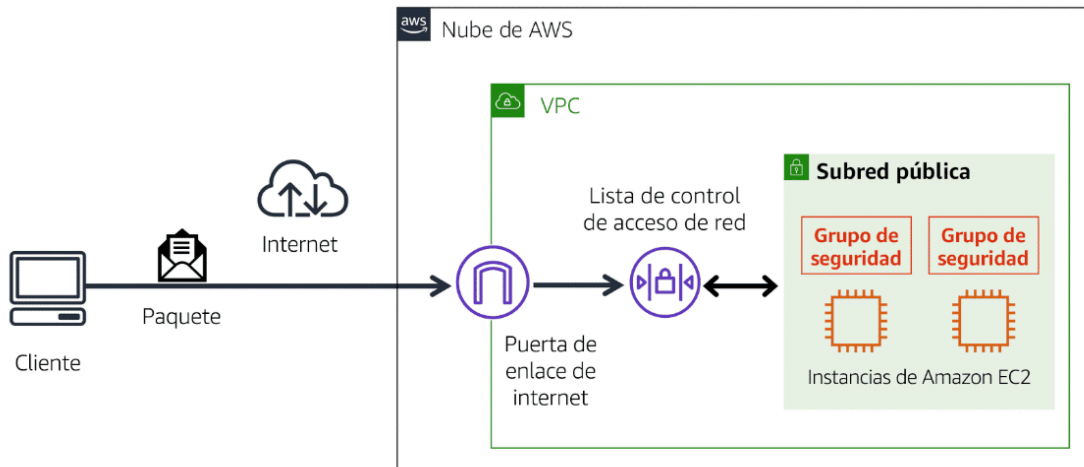 aws
Nube de AWS
VPC
Subred pública
Lista de control
de acceso de red
Internet
Grupo de
seguridad
Grupo de
seguridad
Paquete
Cliente
Puerta de
enlace de
internet
Instancias de Amazon EC2